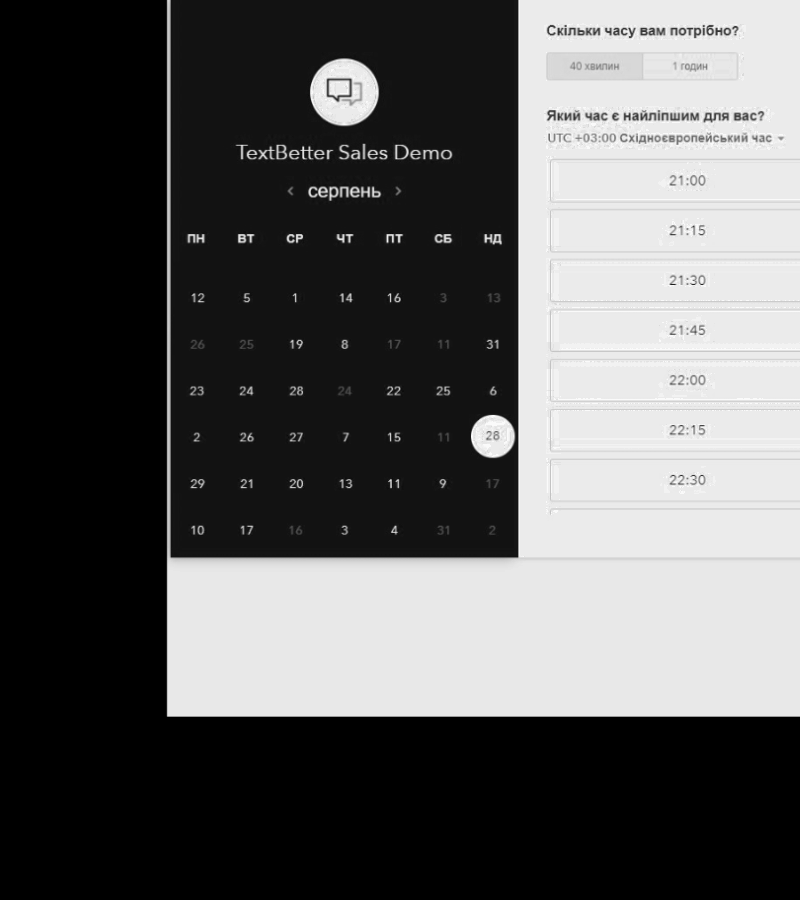 TextBetter Sales Demo
‹ серпень ›
ПН ВТ СР ЧТ ПТ СБ НД
12 5 1 14 16 3 13
26 25 19 8 17 11 31
23 24 28 24 22 25 6
2 26 27 7 15 11 28
29 21 20 13 11 9 17
10 17 16 3 4 31 2
Скільки часу вам потрібно?
40 хвилин 1 годин
Який час є найліпшим для вас?
UTC +03:00 Східноєвропейський час
21:00
21:15
21:30
21:45
22:00
22:15
22:30